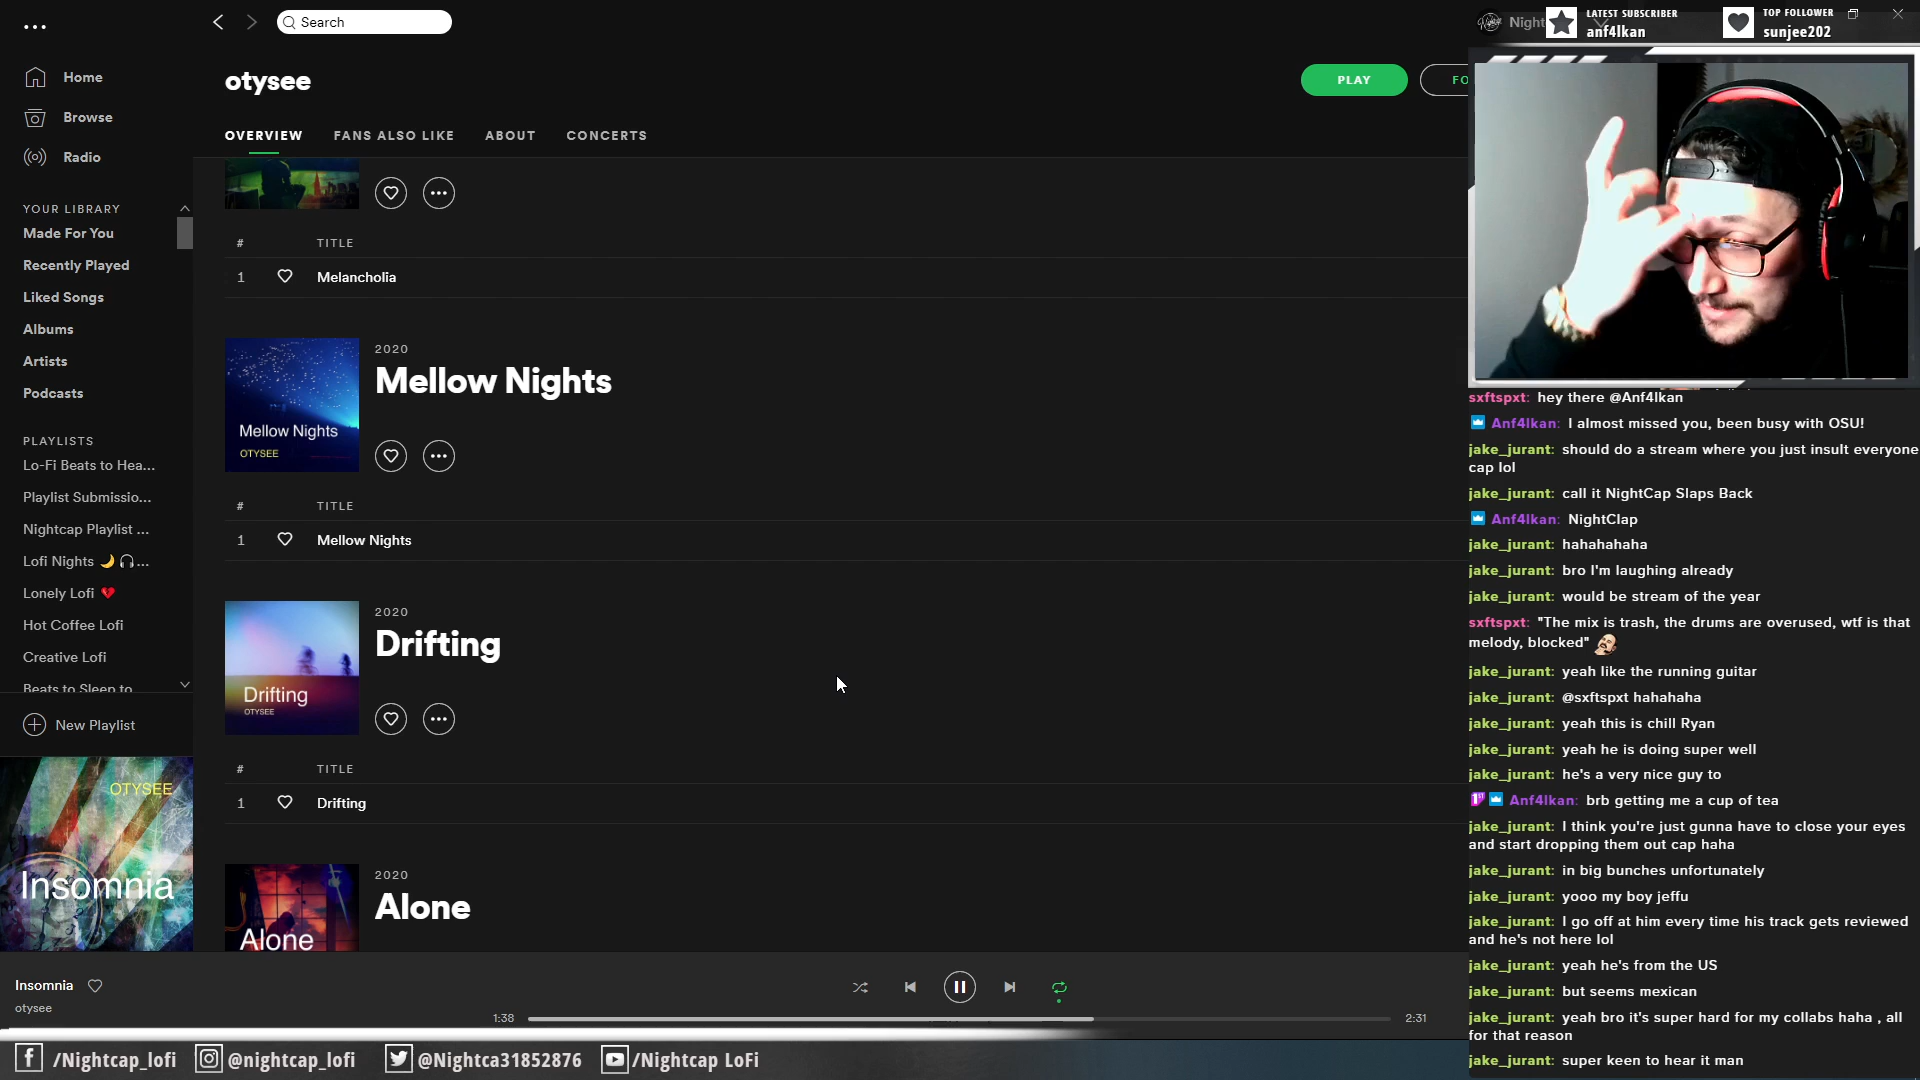 Search
Home
Browse
Radio
YOUR LIBRARY
Made For You
Recently Played
Liked Songs
Albums
Artists
Podcasts
PLAYLISTS
Lo-Fi Beats to Hea...
Playlist Submissio...
Nightcap Playlist ...
Lofi Nights 🌙🎧...
Lonely Lofi 💔
Hot Coffee Lofi
Creative Lofi
Beats to Sleep to
New Playlist
OTYSEE
Insomnia
otysee
PLAY
FO
OVERVIEW
FANS ALSO LIKE
ABOUT
CONCERTS
# TITLE
1 Melancholia
2020
Mellow Nights
Mellow Nights
OTYSEE
# TITLE
1 Mellow Nights
2020
Drifting
Drifting
OTYSEE
# TITLE
1 Drifting
2020
Alone
Alone
Insomnia
otysee
1:38
2:31
/Nightcap_lofi
@nightcap_lofi
@Nightca31852876
/Nightcap LoFi
Night
LATEST SUBSCRIBER
anf4lkan
TOP FOLLOWER
sunjee202
sxftspxt: hey there @Anf4lkan
Anf4lkan: I almost missed you, been busy with OSU!
jake_jurant: should do a stream where you just insult everyone
cap lol
jake_jurant: call it NightCap Slaps Back
Anf4lkan: NightClap
jake_jurant: hahahahaha
jake_jurant: bro I'm laughing already
jake_jurant: would be stream of the year
sxftspxt: "The mix is trash, the drums are overused, wtf is that
melody, blocked"
jake_jurant: yeah like the running guitar
jake_jurant: @sxftspxt hahahaha
jake_jurant: yeah this is chill Ryan
jake_jurant: yeah he is doing super well
jake_jurant: he's a very nice guy to
Anf4lkan: brb getting me a cup of tea
jake_jurant: I think you're just gunna have to close your eyes
and start dropping them out cap haha
jake_jurant: in big bunches unfortunately
jake_jurant: yooo my boy jeffu
jake_jurant: I go off at him every time his track gets reviewed
and he's not here lol
jake_jurant: yeah he's from the US
jake_jurant: but seems mexican
jake_jurant: yeah bro it's super hard for my collabs haha , all
for that reason
jake_jurant: super keen to hear it man